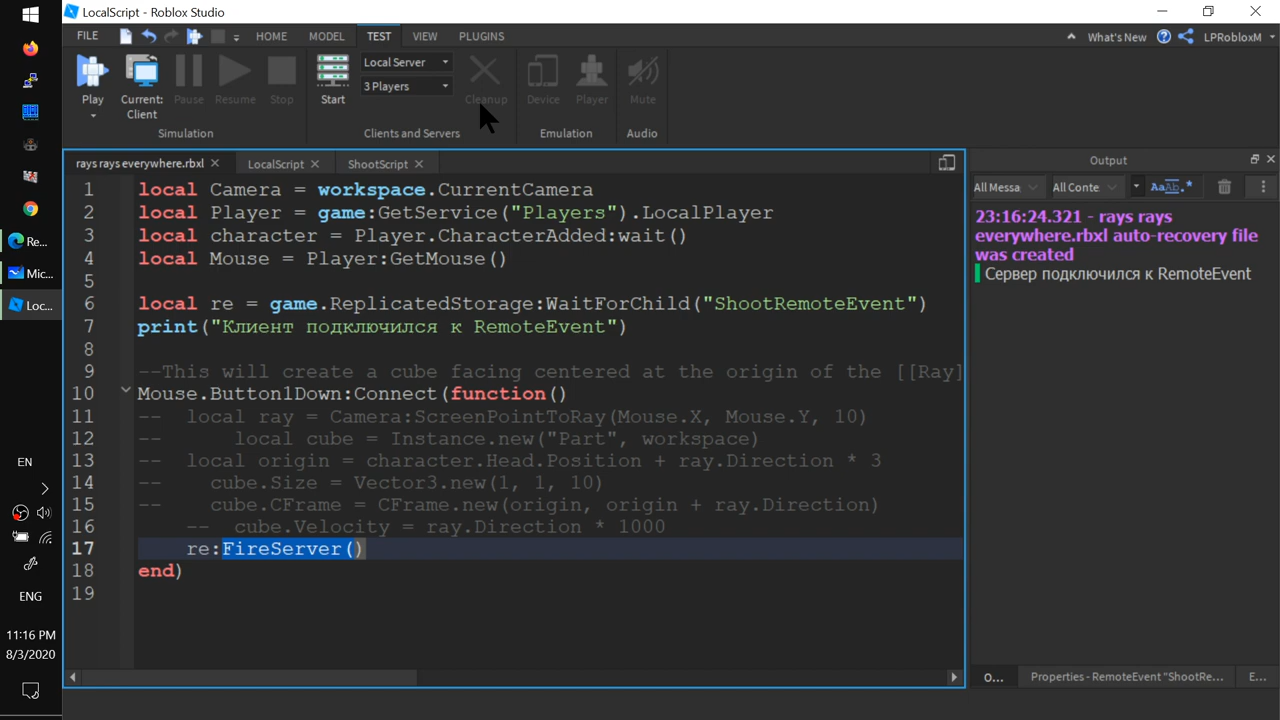 LocalScript - Roblox Studio
FILE
HOME
MODEL
TEST
VIEW
PLUGINS
What's New
LPRobloxM
Play
Current:
Client
Pause
Resume
Stop
Simulation
Start
Local Server
3 Players
Cleanup
Clients and Servers
Device
Player
Emulation
Mute
Audio
rays rays everywhere.rbxl
LocalScript
ShootScript
1 local Camera = workspace.CurrentCamera
2 local Player = game:GetService("Players").LocalPlayer
3 local character = Player.CharacterAdded:wait()
4 local Mouse = Player:GetMouse()
5
6 local re = game.ReplicatedStorage:WaitForChild("ShootRemoteEvent")
7 print("Клиент подключился к RemoteEvent")
8
9 --This will create a cube facing centered at the origin of the [[Ray]
10 Mouse.Button1Down:Connect(function()
11 -- local ray = Camera:ScreenPointToRay(Mouse.X, Mouse.Y, 10)
12 -- local cube = Instance.new("Part", workspace)
13 -- local origin = character.Head.Position + ray.Direction * 3
14 -- cube.Size = Vector3.new(1, 1, 10)
15 -- cube.CFrame = CFrame.new(origin, origin + ray.Direction)
16 -- cube.Velocity = ray.Direction * 1000
17 re:FireServer()
18 end)
19
Output
All Messa
All Conte
AaAb.*
23:16:24.321 - rays rays
everywhere.rbxl auto-recovery file
was created
Сервер подключился к RemoteEvent
O...
Properties - RemoteEvent "ShootRe...
E...
Re...
Mic...
Loc...
EN
ENG
11:16 PM
8/3/2020